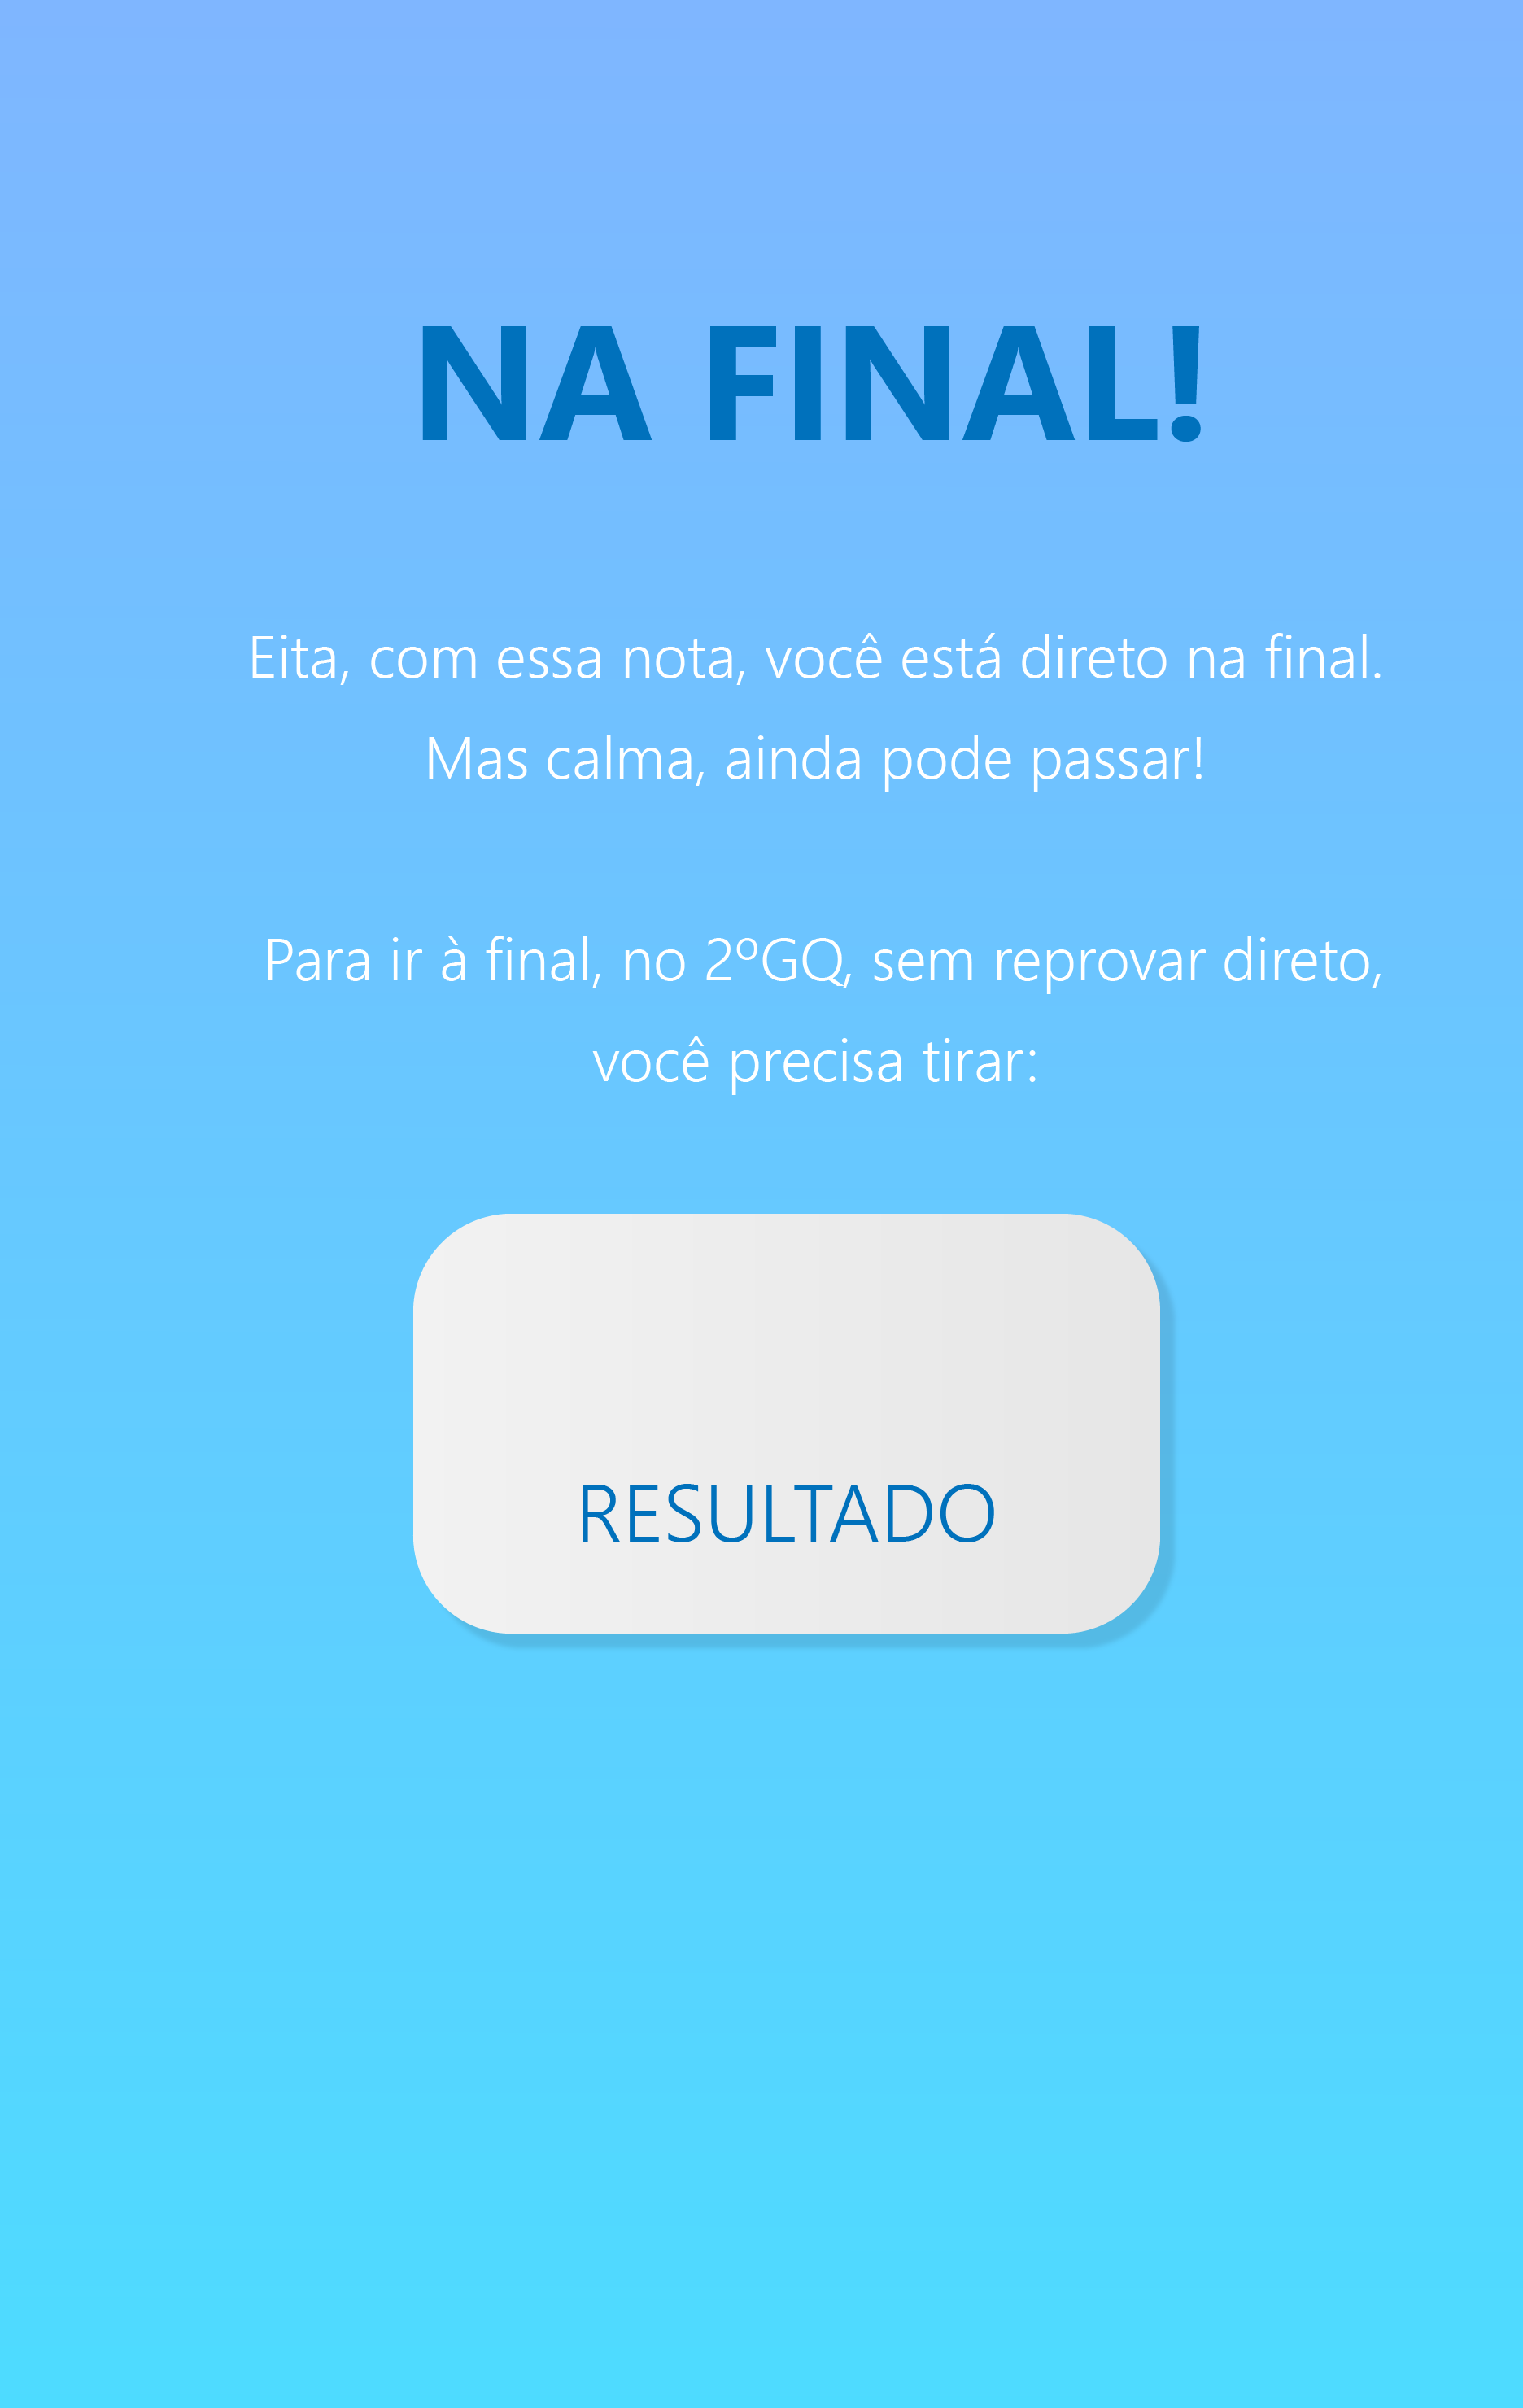 NA FINAL!
Eita, com essa nota, você está direto na final.
Mas calma, ainda pode passar!
Para ir à final, no 2ºGQ, sem reprovar direto,
você precisa tirar:
RESULTADO